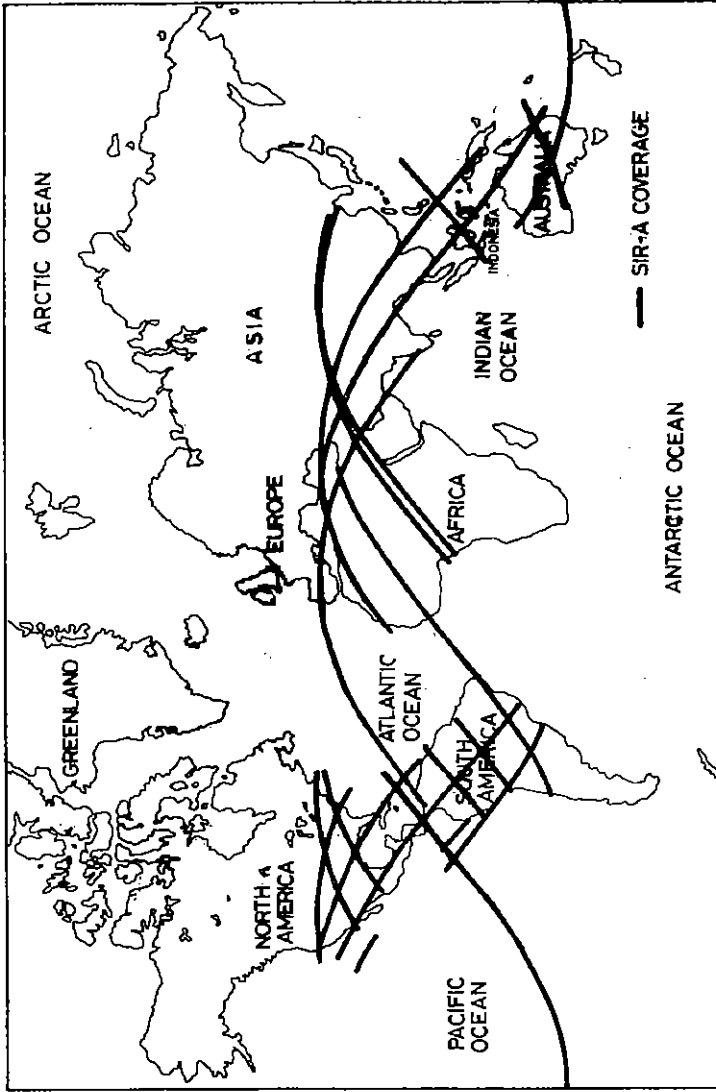 ARCTIC OCEAN
GREENLAND
NORTH
AMERICA
EUROPE
ASIA
ATLANTIC
OCEAN
PACIFIC
OCEAN
SOUTH
AMERICA
AFRICA
INDIAN
OCEAN
INDONESIA
AUSTRALIA
ANTARCTIC OCEAN
SIR-A COVERAGE